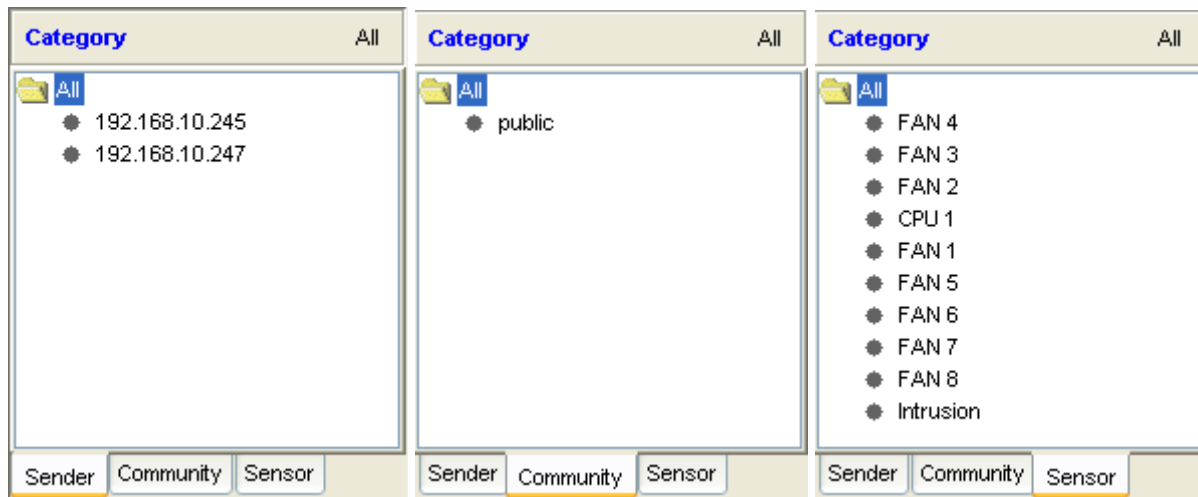 Category All
All
192.168.10.245
192.168.10.247
Sender Community Sensor
Category All
All
public
Sender Community Sensor
Category All
All
FAN 4
FAN 3
FAN 2
CPU 1
FAN 1
FAN 5
FAN 6
FAN 7
FAN 8
Intrusion
Sender Community Sensor